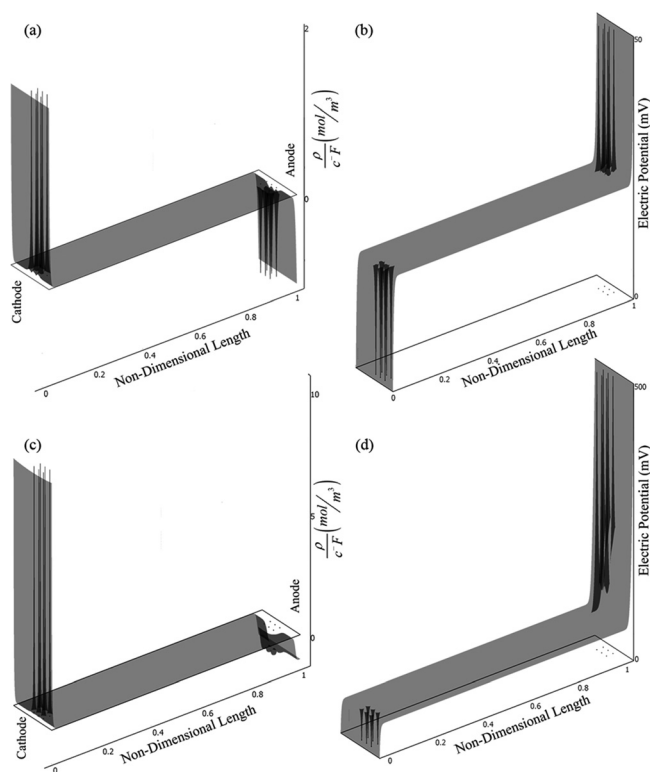 (a)
2
ρ/c⁻F (mol/m³)
Anode
0
Cathode
1
0.8
0.6
0.4
0.2
0
Non-Dimensional Length
(b)
50
Electric Potential (mV)
0
1
0.8
0.6
0.4
0.2
0
Non-Dimensional Length
(c)
10
5
ρ/c⁻F (mol/m³)
Anode
0
Cathode
1
0.8
0.6
0.4
0.2
0
Non-Dimensional Length
(d)
500
Electric Potential (mV)
0
1
0.8
0.6
0.4
0.2
0
Non-Dimensional Length